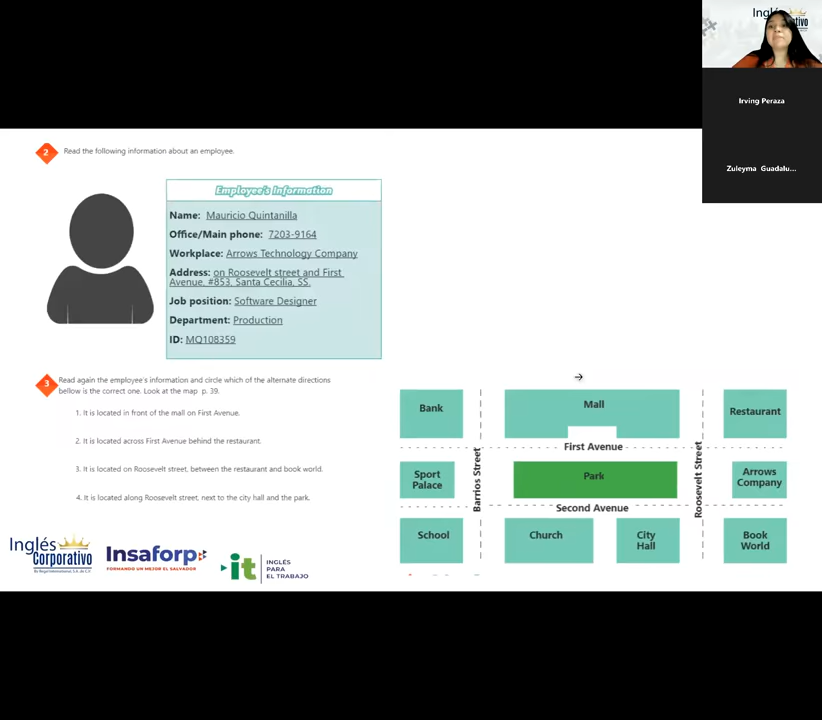 Inglés
Irving Peraza
Zuleyma Guadalu...
2 Read the following information about an employee.
Employee's Information
Name: Mauricio Quintanilla
Office/Main phone: 7203-9164
Workplace: Arrows Technology Company
Address: on Roosevelt street and First
Avenue, #853, Santa Cecilia, SS.
Job position: Software Designer
Department: Production
ID: MQ108359
3 Read again the employee's information and circle which of the alternate directions
bellow is the correct one. Look at the map p. 39.
1. It is located in front of the mall on First Avenue.
2. It is located across First Avenue behind the restaurant.
3. It is located on Roosevelt street, between the restaurant and book world.
4. It is located along Roosevelt street, next to the city hall and the park.
Bank
Mall
Restaurant
First Avenue
Sport
Palace
Barrios Street
Park
Roosevelt Street
Arrows
Company
Second Avenue
School
Church
City
Hall
Book
World
Inglés
Corporativo
Insaforp
FORMANDO UN MEJOR EL SALVADOR
it
INGLÉS
PARA
EL TRABAJO